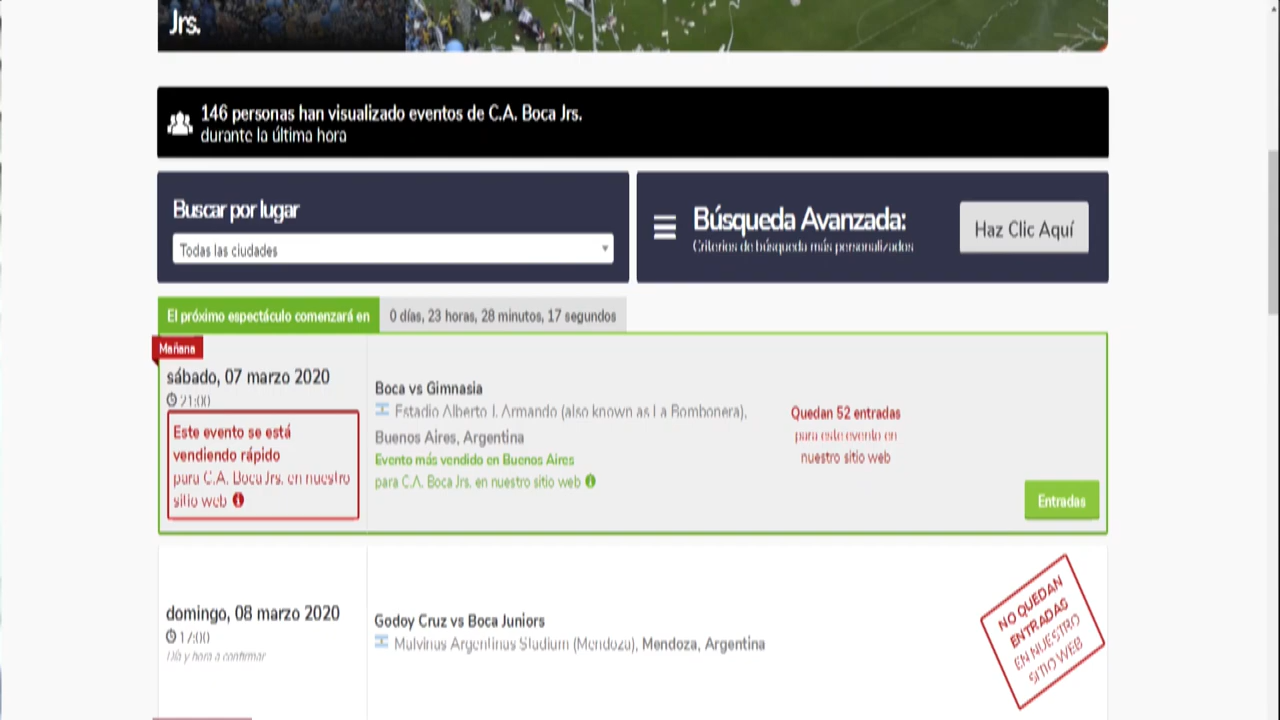 Jrs.
146 personas han visualizado eventos de C.A. Boca Jrs.
durante la última hora
Buscar por lugar
Todas las ciudades
Búsqueda Avanzada:
Criterios de búsqueda más personalizados
Haz Clic Aquí
El próximo espectáculo comenzará en
0 días, 23 horas, 28 minutos, 17 segundos
Mañana
sábado, 07 marzo 2020
21:00
Este evento se está
vendiendo rápido
para C.A. Boca Jrs. en nuestro
sitio web
Boca vs Gimnasia
Estadio Alberto J. Armando (also known as La Bombonera),
Buenos Aires, Argentina
Evento más vendido en Buenos Aires
para C.A. Boca Jrs. en nuestro sitio web
Quedan 52 entradas
para este evento en
nuestro sitio web
Entradas
domingo, 08 marzo 2020
17:00
Día y hora a confirmar
Godoy Cruz vs Boca Juniors
Malvinas Argentinas Stadium (Mendoza), Mendoza, Argentina
NO QUEDAN
ENTRADAS
EN NUESTRO
SITIO WEB